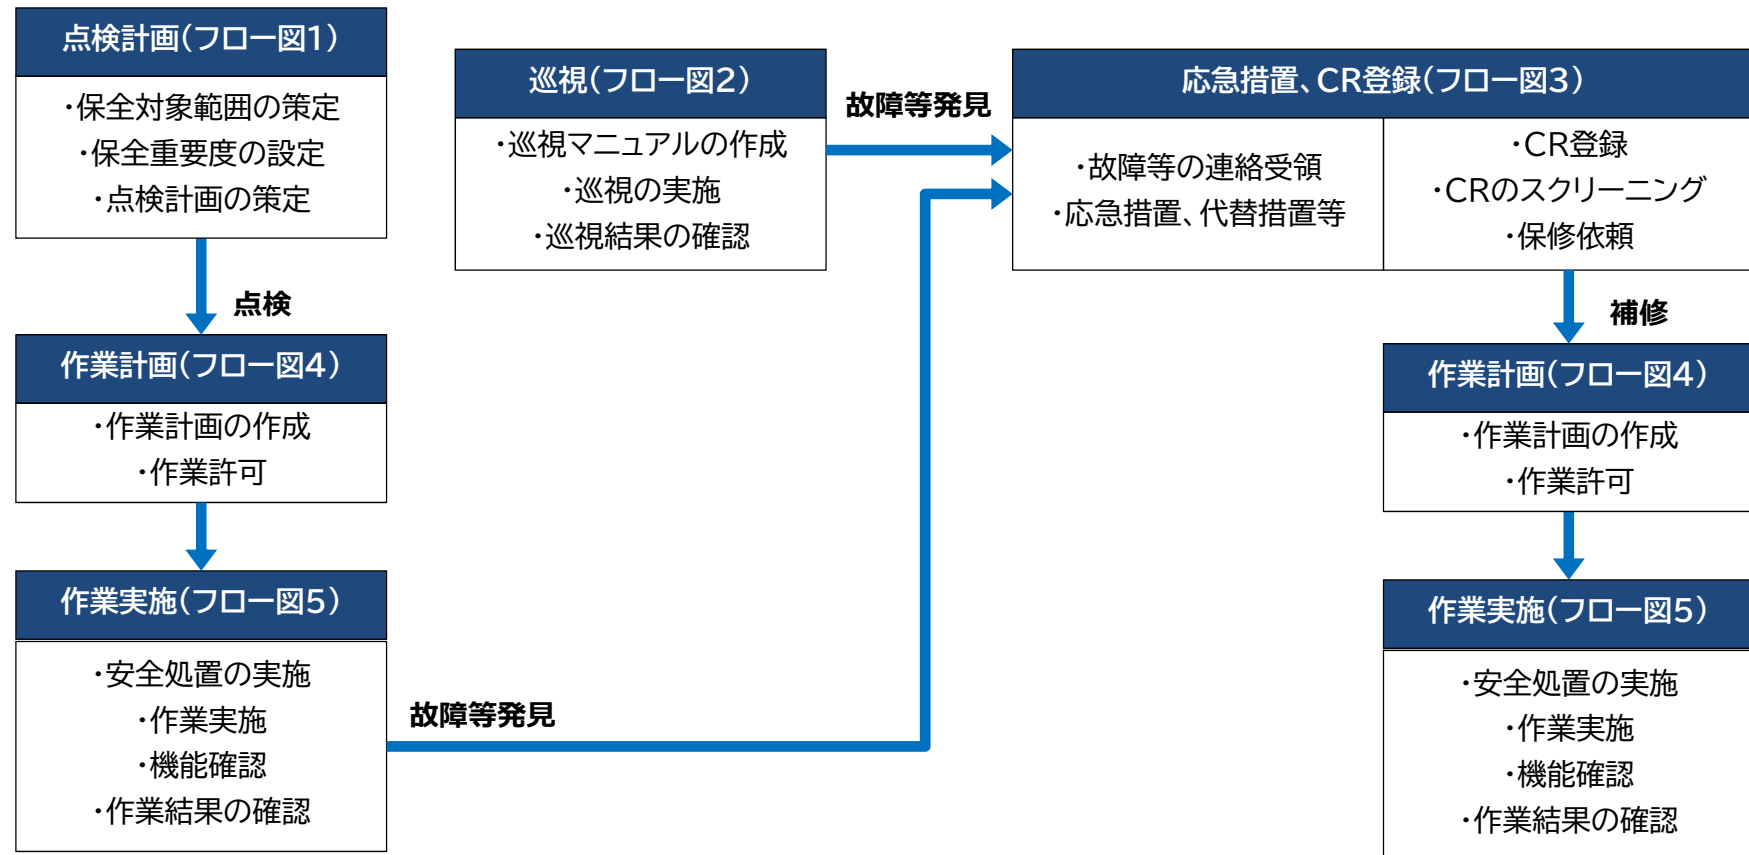 点検計画(フロー図1)
・保全対象範囲の策定
・保全重要度の設定
・点検計画の策定
点検
作業計画(フロー図4)
・作業計画の作成
・作業許可
作業実施(フロー図5)
・安全処置の実施
・作業実施
・機能確認
・作業結果の確認
故障等発見
巡視(フロー図2)
・巡視マニュアルの作成
・巡視の実施
・巡視結果の確認
故障等発見
応急措置、CR登録(フロー図3)
・故障等の連絡受領
・応急措置、代替措置等
・CR登録
・CRのスクリーニング
・保修依頼
補修
作業計画(フロー図4)
・作業計画の作成
・作業許可
作業実施(フロー図5)
・安全処置の実施
・作業実施
・機能確認
・作業結果の確認